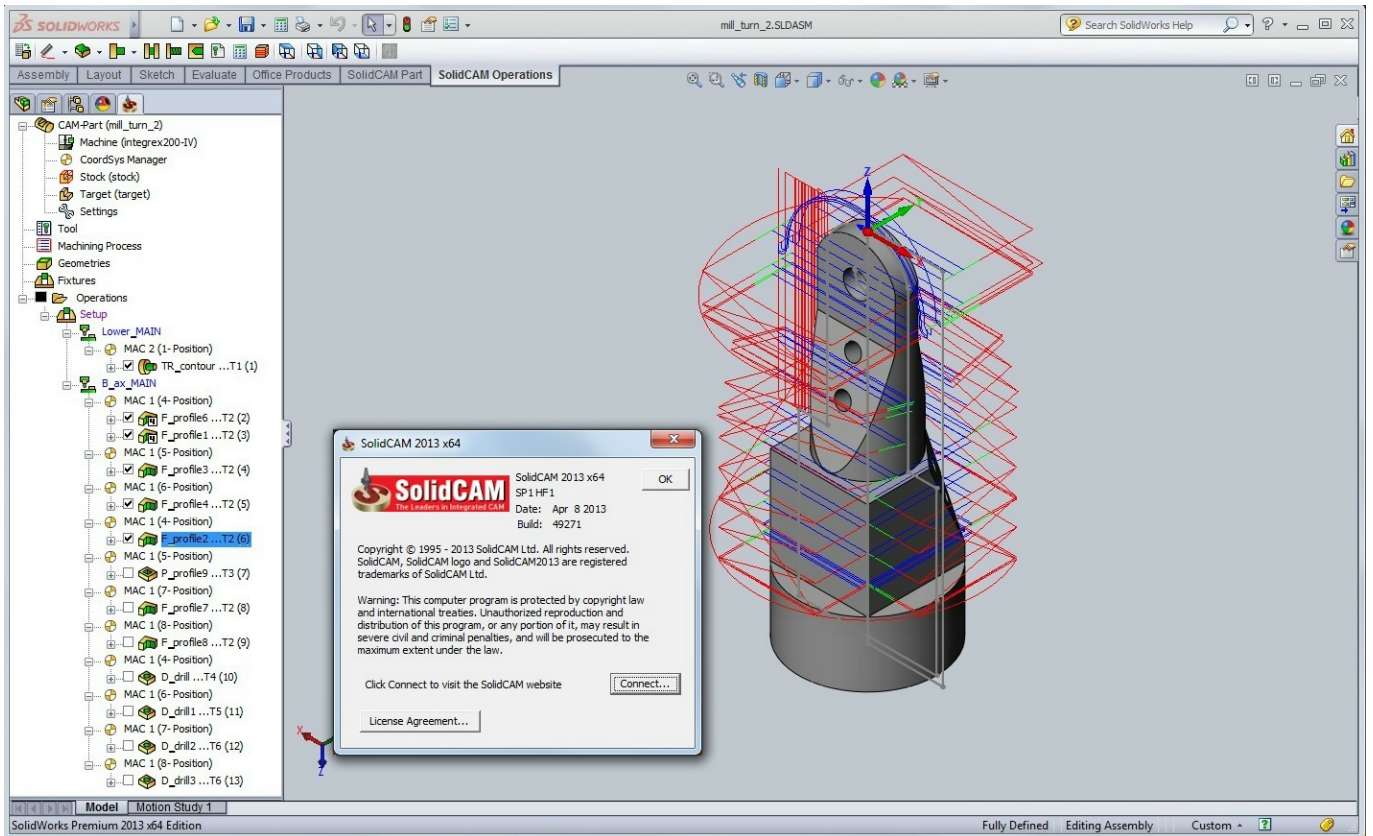 SOLIDWORKS
mill_turn_2.SLDASM
Search SolidWorks Help
Assembly
Layout
Sketch
Evaluate
Office Products
SolidCAM Part
SolidCAM Operations
CAM-Part (mill_turn_2)
Machine (integrex200-IV)
CoordSys Manager
Stock (stock)
Target (target)
Settings
Tool
Machining Process
Geometries
Fixtures
Operations
Setup
Lower_MAIN
MAC 2 (1- Position)
TR_contour ...T1 (1)
B_ax_MAIN
MAC 1 (4- Position)
F_profile6 ...T2 (2)
F_profile1 ...T2 (3)
MAC 1 (5- Position)
F_profile3 ...T2 (4)
MAC 1 (6- Position)
F_profile4 ...T2 (5)
MAC 1 (4- Position)
F_profile2 ...T2 (6)
MAC 1 (5- Position)
P_profile9 ...T3 (7)
MAC 1 (7- Position)
F_profile7 ...T2 (8)
MAC 1 (8- Position)
F_profile8 ...T2 (9)
MAC 1 (4- Position)
D_drill ...T4 (10)
MAC 1 (6- Position)
D_drill1 ...T5 (11)
MAC 1 (7- Position)
D_drill2 ...T6 (12)
MAC 1 (8- Position)
D_drill3 ...T6 (13)
Z
Y
X
SolidCAM 2013 x64
SolidCAM
The Leaders in Integrated CAM
SolidCAM 2013 x64
SP1 HF1
Date: Apr 8 2013
Build: 49271
OK
Copyright © 1995 - 2013 SolidCAM Ltd. All rights reserved.
SolidCAM, SolidCAM logo and SolidCAM2013 are registered
trademarks of SolidCAM Ltd.
Warning: This computer program is protected by copyright law
and international treaties. Unauthorized reproduction and
distribution of this program, or any portion of it, may result in
severe civil and criminal penalties, and will be prosecuted to the
maximum extent under the law.
Click Connect to visit the SolidCAM website
Connect...
License Agreement...
X
Z
Model
Motion Study 1
SolidWorks Premium 2013 x64 Edition
Fully Defined
Editing Assembly
Custom